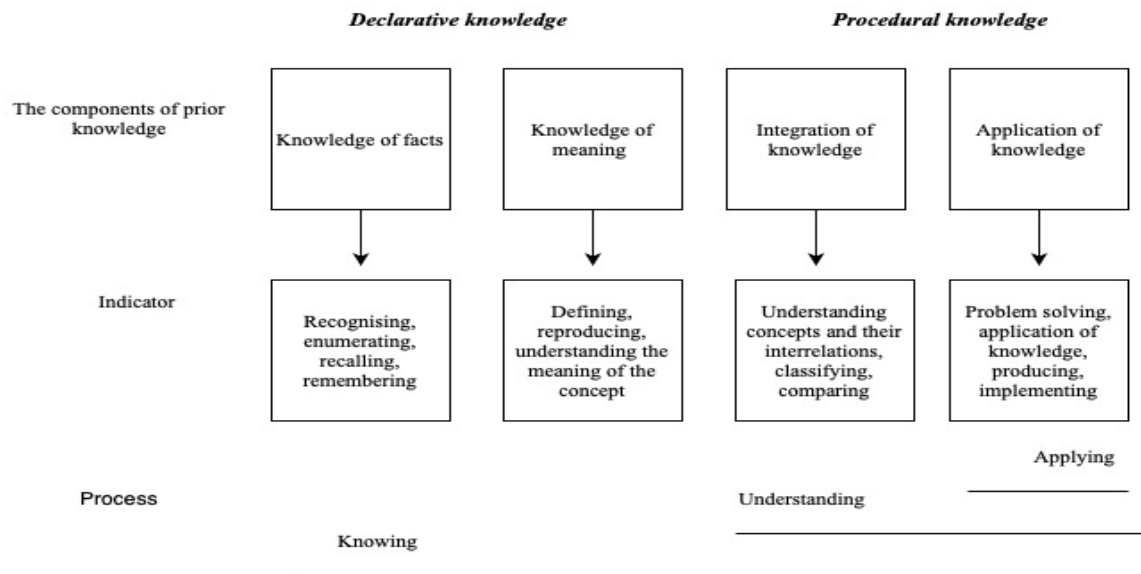 Declarative knowledge
Procedural knowledge
The components of prior
knowledge
Knowledge of facts
Knowledge of
meaning
Integration of
knowledge
Application of
knowledge
Indicator
Recognising,
enumerating,
recalling,
remembering
Defining,
reproducing,
understanding the
meaning of the
concept
Understanding
concepts and their
interrelations,
classifying,
comparing
Problem solving,
application of
knowledge,
producing,
implementing
Applying
Process
Understanding
Knowing